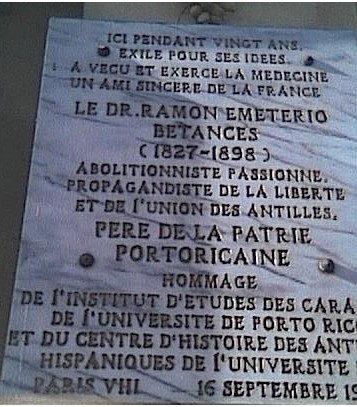 ICI PENDANT VINGT ANS,
EXILE POUR SES IDEES,
A VECU ET EXERCE LA MEDECINE
UN AMI SINCERE DE LA FRANCE
LE DR. RAMON EMETERIO
BETANCES
(1827-1898)
ABOLITIONNISTE PASSIONNE,
PROPAGANDISTE DE LA LIBERTE
ET DE l'UNION DES ANTILLES,
PERE DE LA PATRIE
PORTORICAINE
HOMMAGE
DE l'INSTITUT D'ETUDES DES CARA
DE l'UNIVERSITE DE PORTO RIC
ET DU CENTRE D'HISTOIRE DES ANT
HISPANIQUES DE l'UNIVERSITE
PARIS VIII 16 SEPTEMBRE 19